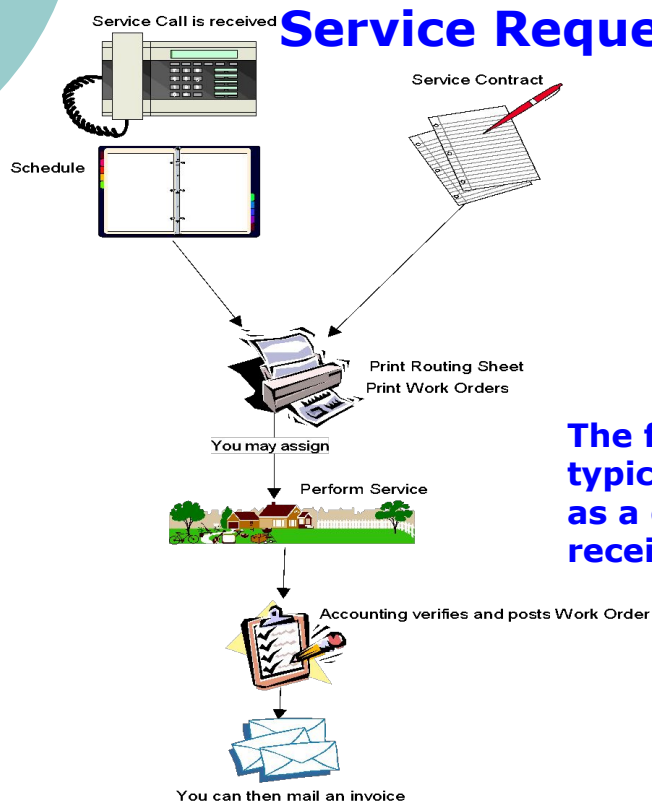 Service Call is received
Service Reque
Service Contract
Schedule
Print Routing Sheet
Print Work Orders
You may assign
The f
typic
as a
recei
Perform Service
Accounting verifies and posts Work Order
You can then mail an invoice